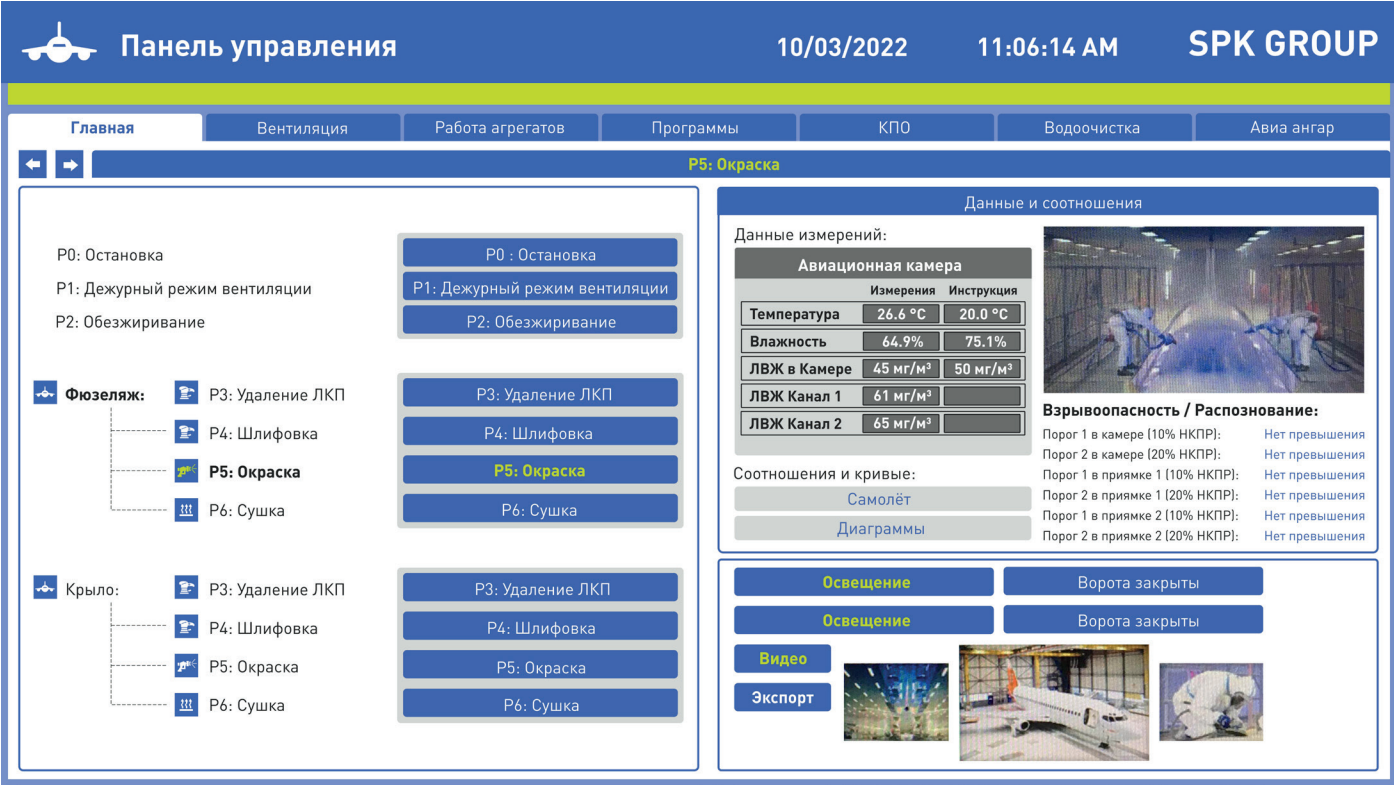 Панель управления
10/03/2022
11:06:14 AM
SPK GROUP
Главная
Вентиляция
Работа агрегатов
Программы
КПО
Водоочистка
Авиа ангар
P5: Окраска
P0: Остановка
P0 : Остановка
P1: Дежурный режим вентиляции
P1: Дежурный режим вентиляции
P2: Обезжиривание
P2: Обезжиривание
Фюзеляж:
P3: Удаление ЛКП
P3: Удаление ЛКП
P4: Шлифовка
P4: Шлифовка
P5: Окраска
P5: Окраска
P6: Сушка
P6: Сушка
Крыло:
P3: Удаление ЛКП
P3: Удаление ЛКП
P4: Шлифовка
P4: Шлифовка
P5: Окраска
P5: Окраска
P6: Сушка
P6: Сушка
Данные и соотношения
Данные измерений:
Авиационная камера
Измерения Инструкция
Температура 26.6 °C 20.0 °C
Влажность 64.9% 75.1%
ЛВЖ в Камере 45 мг/м³ 50 мг/м³
ЛВЖ Канал 1 61 мг/м³
ЛВЖ Канал 2 65 мг/м³
Соотношения и кривые:
Самолёт
Диаграммы
Взрывоопасность / Распознование:
Порог 1 в камере (10% НКПР): Нет превышения
Порог 2 в камере (20% НКПР): Нет превышения
Порог 1 в приямке 1 (10% НКПР): Нет превышения
Порог 2 в приямке 1 (20% НКПР): Нет превышения
Порог 1 в приямке 2 (10% НКПР): Нет превышения
Порог 2 в приямке 2 (20% НКПР): Нет превышения
Освещение
Ворота закрыты
Освещение
Ворота закрыты
Видео
Экспорт